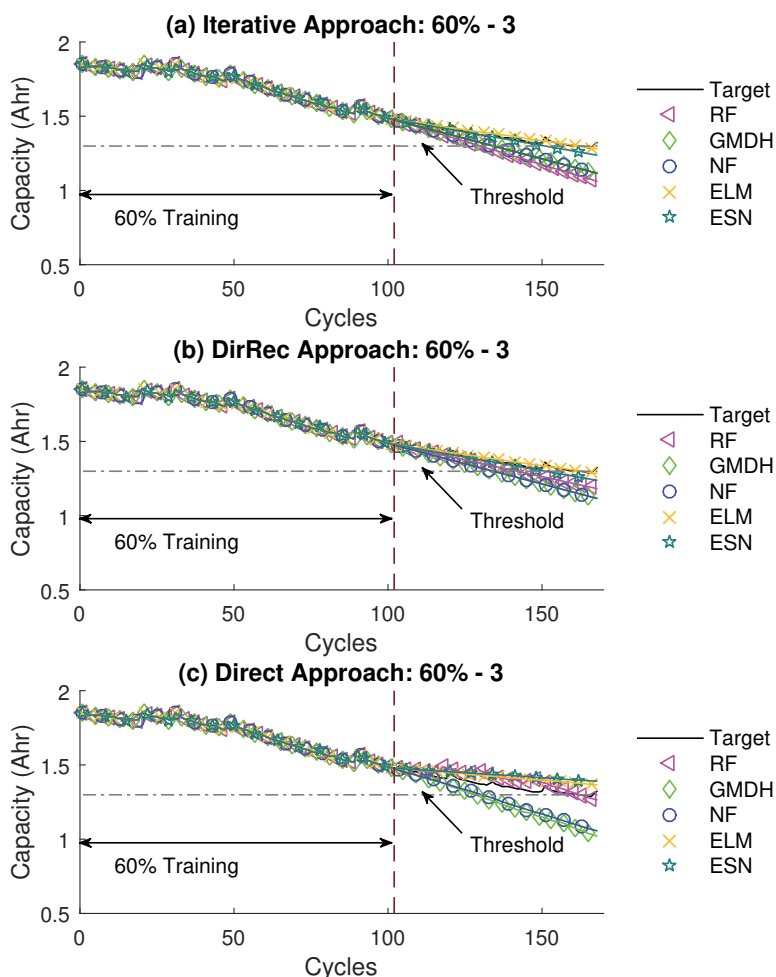 (a) Iterative Approach: 60% - 3
Capacity (Ahr)
2
1.5
1
0.5
0
50
100
150
Cycles
60% Training
Threshold
Target
RF
GMDH
NF
ELM
ESN
(b) DirRec Approach: 60% - 3
Capacity (Ahr)
2
1.5
1
0.5
0
50
100
150
Cycles
60% Training
Threshold
Target
RF
GMDH
NF
ELM
ESN
(c) Direct Approach: 60% - 3
Capacity (Ahr)
2
1.5
1
0.5
0
50
100
150
Cycles
60% Training
Threshold
Target
RF
GMDH
NF
ELM
ESN